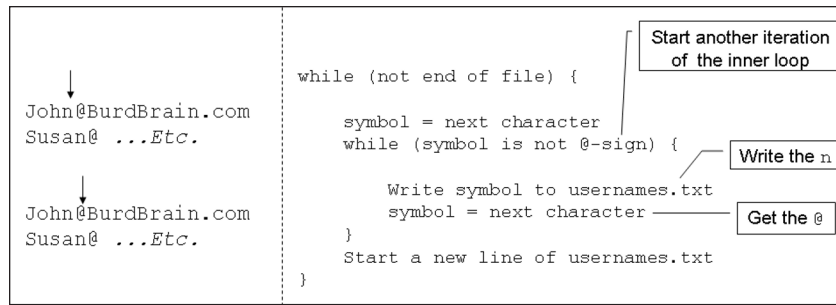 John@BurdBrain.com
Susan@ ...Etc.
John@BurdBrain.com
Susan@ ...Etc.
while (not end of file) {
symbol = next character
while (symbol is not @-sign) {
Write symbol to usernames.txt
symbol = next character
}
Start a new line of usernames.txt
}
Start another iteration
of the inner loop
Write the n
Get the @